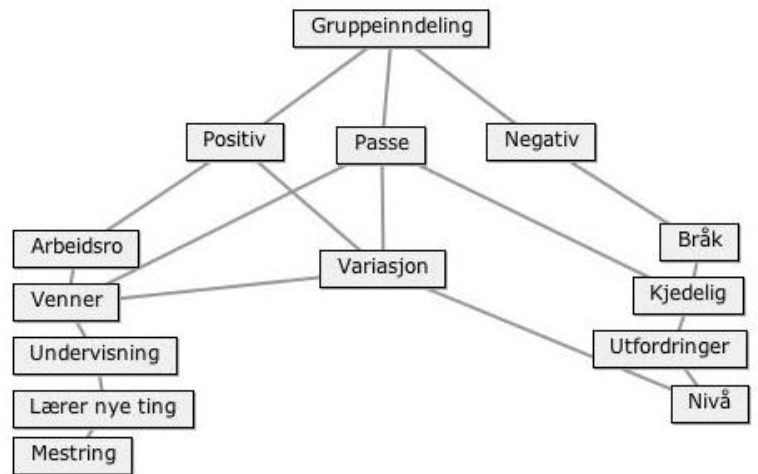 Gruppeinndeling
Positiv
Passe
Negativ
Arbeidsro
Variasjon
Bråk
Venner
Kjedelig
Undervisning
Utfordringer
Lærer nye ting
Nivå
Mestring